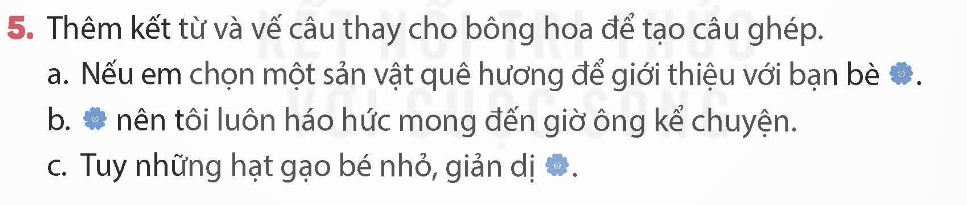 5. Thêm kết từ và vế câu thay cho bông hoa để tạo câu ghép.
a. Nếu em chọn một sản vật quê hương để giới thiệu với bạn bè .
b. nên tôi luôn háo hức mong đến giờ ông kể chuyện.
c. Tuy những hạt gạo bé nhỏ, giản dị .